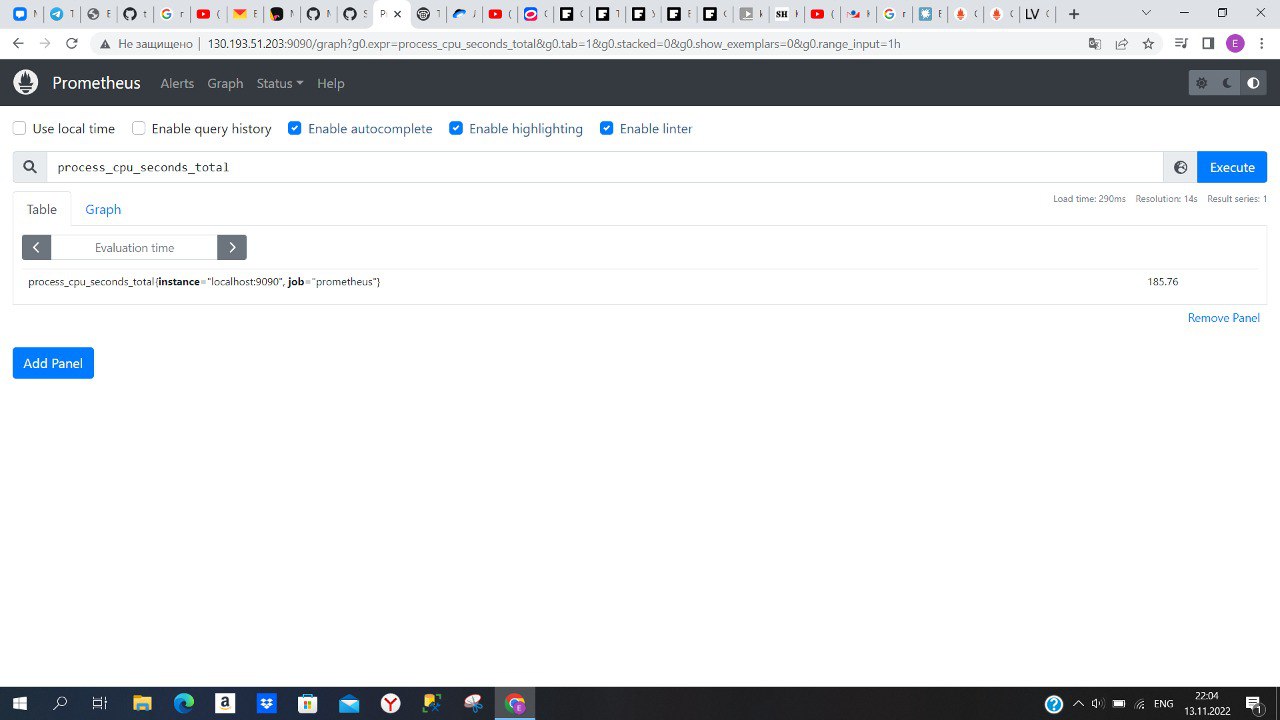 Не защищено 130.193.51.203:9090/graph?g0.expr=process_cpu_seconds_total&g0.tab=1&g0.stacked=0&g0.show_exemplars=0&g0.range_input=1h
E
Prometheus Alerts Graph Status Help
Use local time Enable query history Enable autocomplete Enable highlighting Enable linter
process_cpu_seconds_total Execute
Table Graph Load time: 290ms Resolution: 14s Result series: 1
Evaluation time
process_cpu_seconds_total{instance="localhost:9090", job="prometheus"} 185.76
Remove Panel
Add Panel
ENG 22:04
13.11.2022